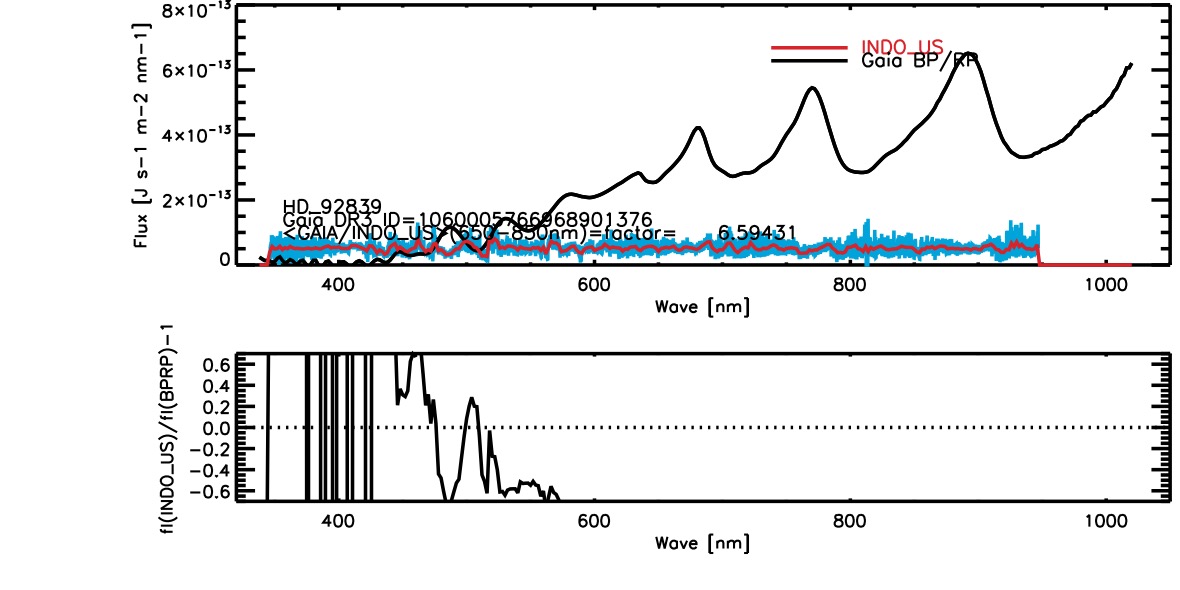 8×10−13
6×10−13
4×10−13
2×10−13
0
Flux [J s−1 m−2 nm−1]
INDO_US
Gaia BP/RP
HD_92839
Gaia DR3 ID=1060005766968901376
<GAIA/INDO_US (650−850nm)=factor= 6.59431
400 600 800 1000
Wave [nm]
fl(INDO_US)/fl(BPRP)−1
0.6
0.4
0.2
0.0
−0.2
−0.4
−0.6
400 600 800 1000
Wave [nm]